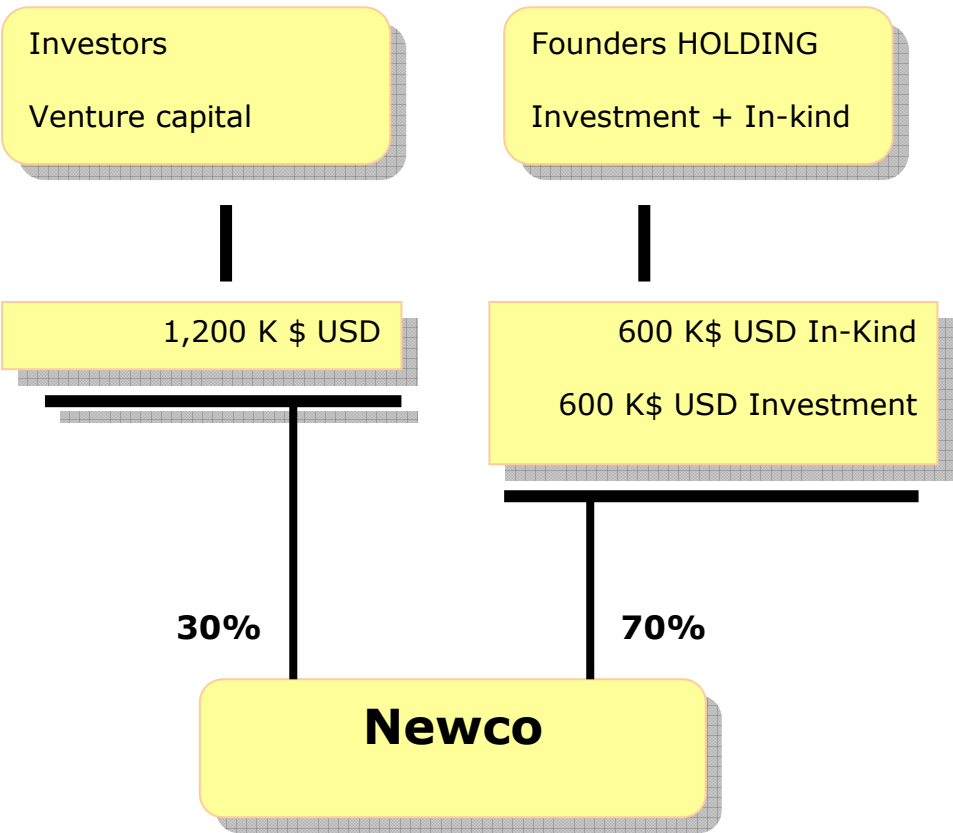 Investors
Venture capital
Founders HOLDING
Investment + In-kind
1,200 K $ USD
600 K$ USD In-Kind
600 K$ USD Investment
30%
70%
Newco